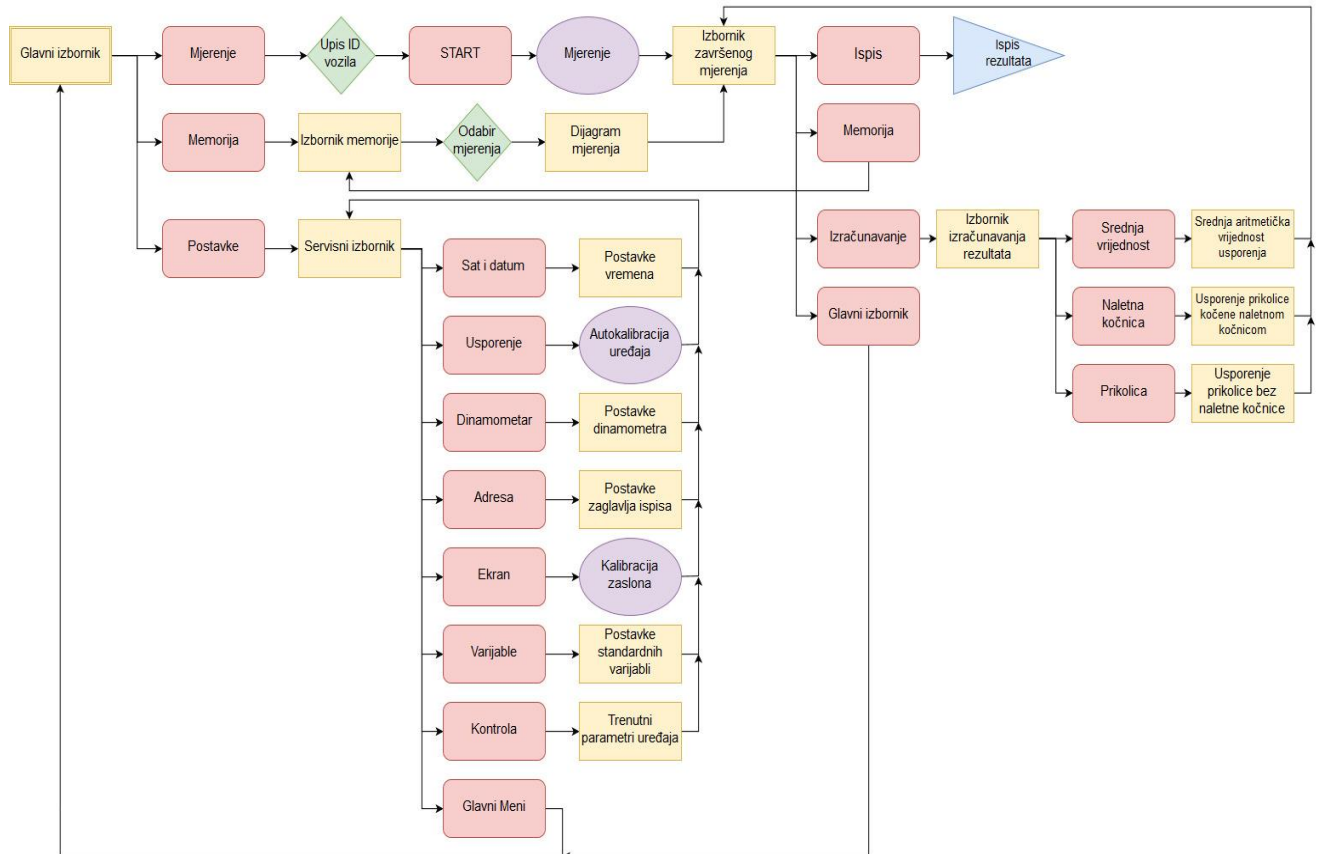 Glavni izbornik
Mjerenje
Upis ID
vozila
START
Mjerenje
Izbornik
završenog
mjerenja
Ispis
Ispis
rezultata
Memorija
Izbornik memorije
Odabir
mjerenja
Dijagram
mjerenja
Memorija
Postavke
Servisni izbornik
Izračunavanje
Izbornik
izračunavanja
rezultata
Srednja
vrijednost
Srednja aritmetička
vrijednost
usporenja
Sat i datum
Postavke
vremena
Glavni izbornik
Naletna
kočnica
Usporenje prikolice
kočene naletnom
kočnicom
Usporenje
Autokalibracija
uređaja
Prikolica
Usporenje
prikolice bez
naletne kočnice
Dinamometar
Postavke
dinamometra
Adresa
Postavke
zaglavlja ispisa
Ekran
Kalibracija
zaslona
Varijable
Postavke
standardnih
varijabli
Kontrola
Trenutni
parametri uređaja
Glavni Meni